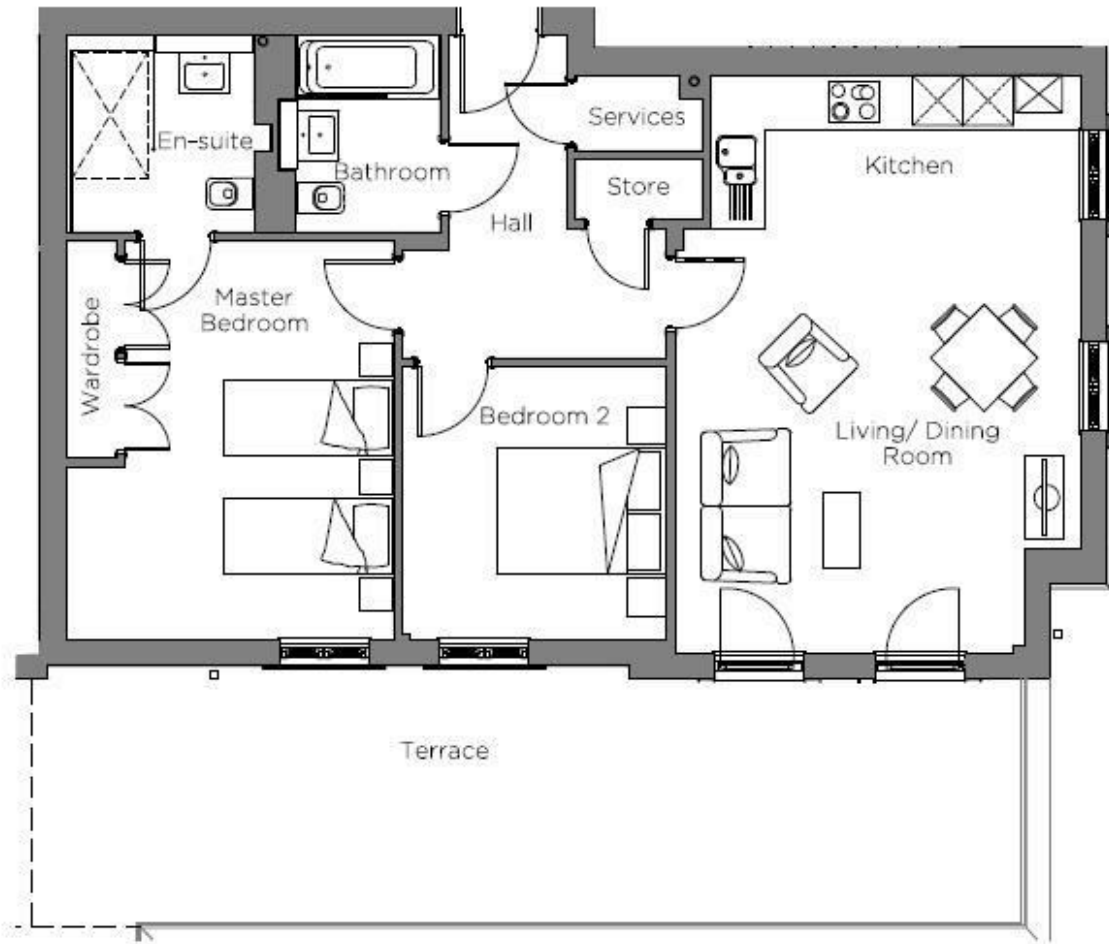 Services
En-suite
Kitchen
Bathroom
Store
Hall
Wardrobe
Master
Bedroom
Bedroom 2
Living/ Dining
Room
Terrace